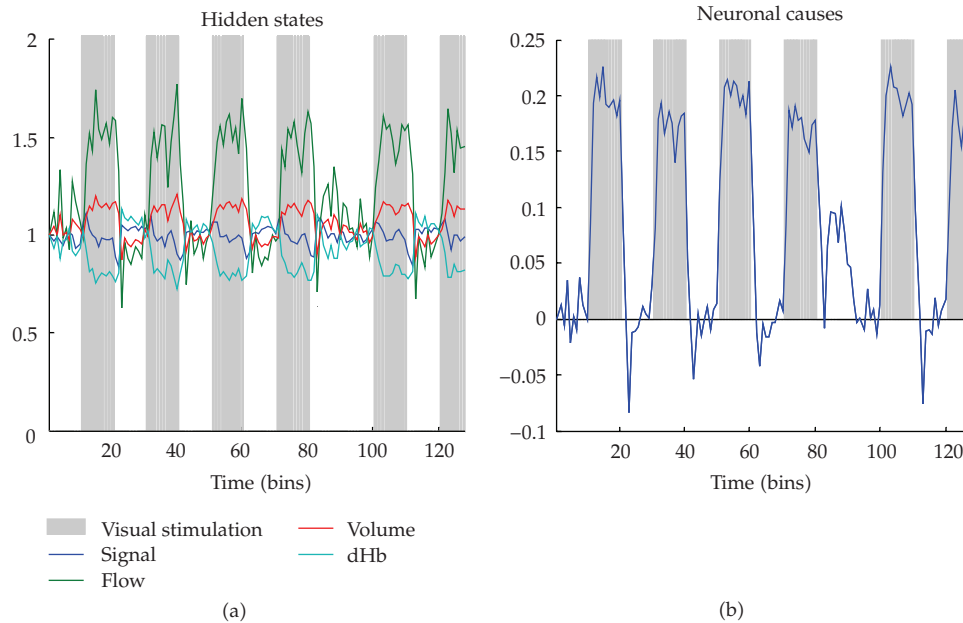 Hidden states
2
1.5
1
0.5
0
20 40 60 80 100 120
Time (bins)
Visual stimulation
Signal
Flow
Volume
dHb
(a)
Neuronal causes
0.25
0.2
0.15
0.1
0.05
0
−0.05
−0.1
20 40 60 80 100 120
Time (bins)
(b)